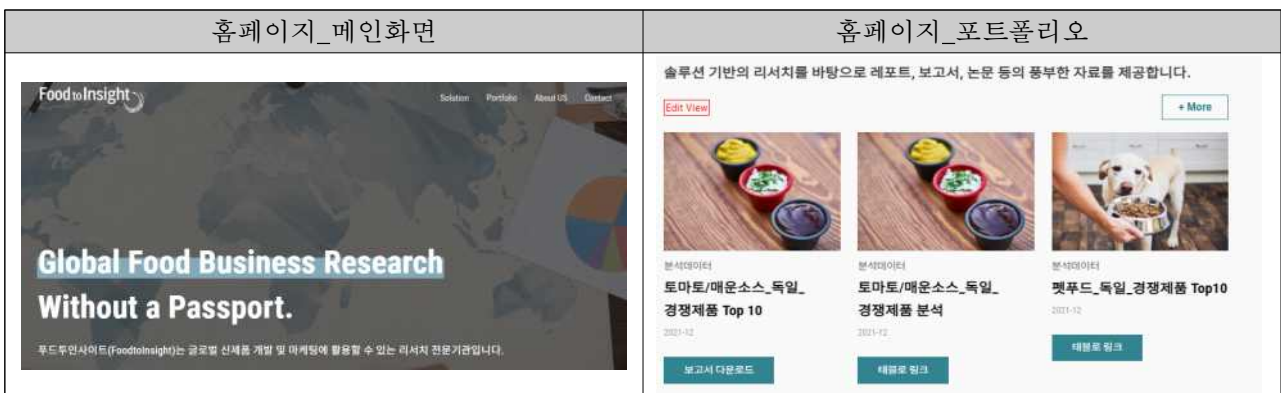 홈페이지_메인화면
홈페이지_포트폴리오
Food to Insight
Solution Portfolio About US Contact
Global Food Business Research
Without a Passport.
푸드투인사이트(FoodtoInsight)는 글로벌 신제품 개발 및 마케팅에 활용할 수 있는 리서치 전문기관입니다.
솔루션 기반의 리서치를 바탕으로 레포트, 보고서, 논문 등의 풍부한 자료를 제공합니다.
Edit View
+ More
분석데이터
토마토/매운소스_독일_
경쟁제품 Top 10
2021-12
보고서 다운로드
분석데이터
토마토/매운소스_독일_
경쟁제품 분석
2021-12
태블로 링크
분석데이터
펫푸드_독일_경쟁제품 Top10
2021-12
태블로 링크